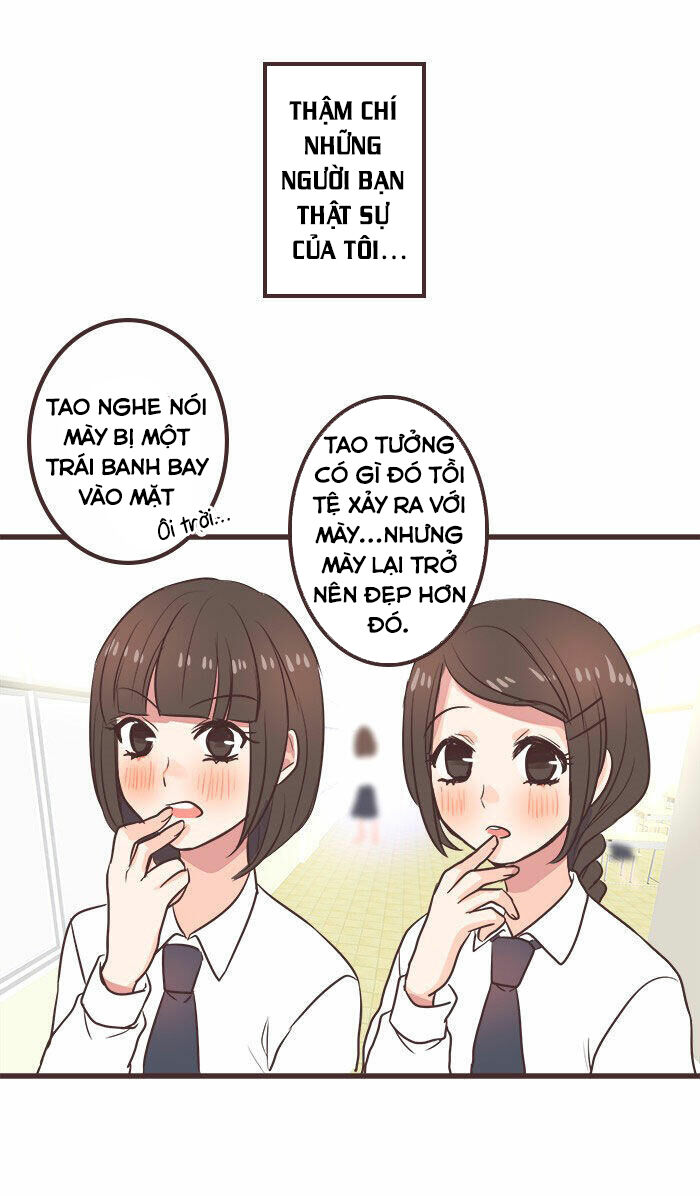 THẬM CHÍ
NHỮNG
NGƯỜI BẠN
THẬT SỰ
CỦA TÔI...
TAO NGHE NÓI
MÀY BỊ MỘT
TRÁI BANH BAY
VÀO MẶT
Ôi trời...
TAO TƯỞNG
CÓ GÌ ĐÓ TỒI
TỆ XẢY RA VỚI
MÀY...NHƯNG
MÀY LẠI TRỞ
NÊN ĐẸP HƠN
ĐÓ.